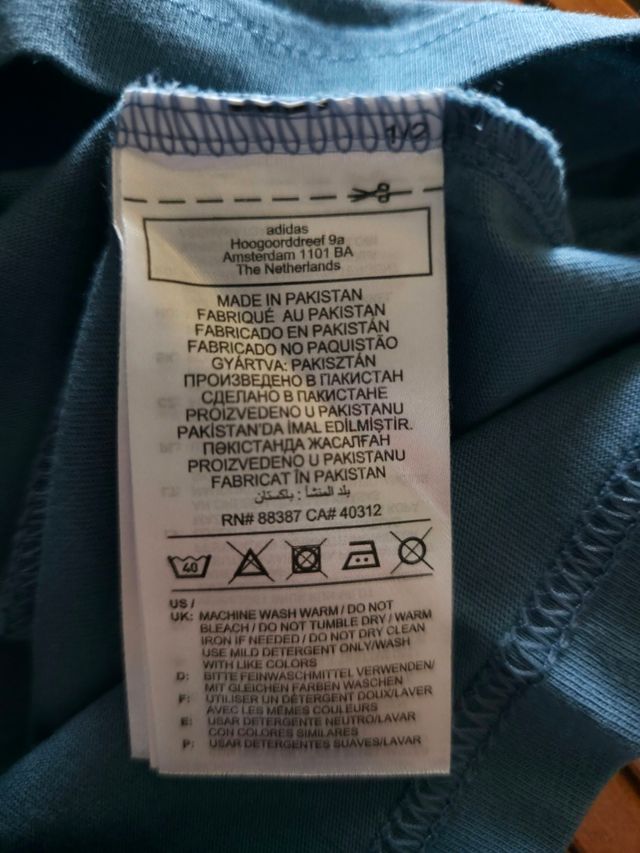 1/2
adidas
Hoogoorddreef 9a
Amsterdam 1101 BA
The Netherlands
MADE IN PAKISTAN
FABRIQUÉ AU PAKISTAN
FABRICADO EN PAKISTÁN
FABRICADO NO PAQUISTÃO
GYÁRTVA: PAKISZTÁN
ПРОИЗВЕДЕНО В ПАКИСТАН
СДЕЛАНО В ПАКИСТАНЕ
PROIZVEDENO U PAKISTANU
PAKİSTAN'DA İMAL EDİLMİŞTİR.
ПӘКІСТАНДА ЖАСАЛҒАН
PROIZVEDENO U PAKISTANU
FABRICAT ÎN PAKISTAN
بلد المنشأ : باكستان
RN# 88387 CA# 40312
40
US /
UK: MACHINE WASH WARM / DO NOT
BLEACH / DO NOT TUMBLE DRY / WARM
IRON IF NEEDED / DO NOT DRY CLEAN
USE MILD DETERGENT ONLY/WASH
WITH LIKE COLORS
D: BITTE FEINWASCHMITTEL VERWENDEN/
MIT GLEICHEN FARBEN WASCHEN
F: UTILISER UN DÉTERGENT DOUX/LAVER
AVEC LES MÊMES COULEURS
E: USAR DETERGENTE NEUTRO/LAVAR
CON COLORES SIMILARES
P: USAR DETERGENTES SUAVES/LAVAR